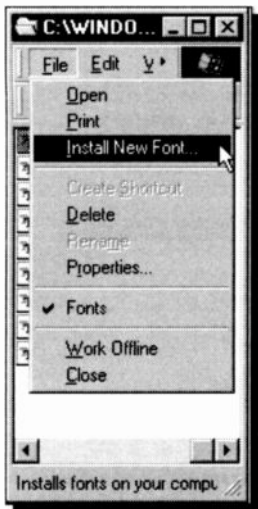 C:\WINDO...
File Edit V
Open
Print
Install New Font...
Create Shortcut
Delete
Rename
Properties...
Fonts
Work Offline
Close
Installs fonts on your compu